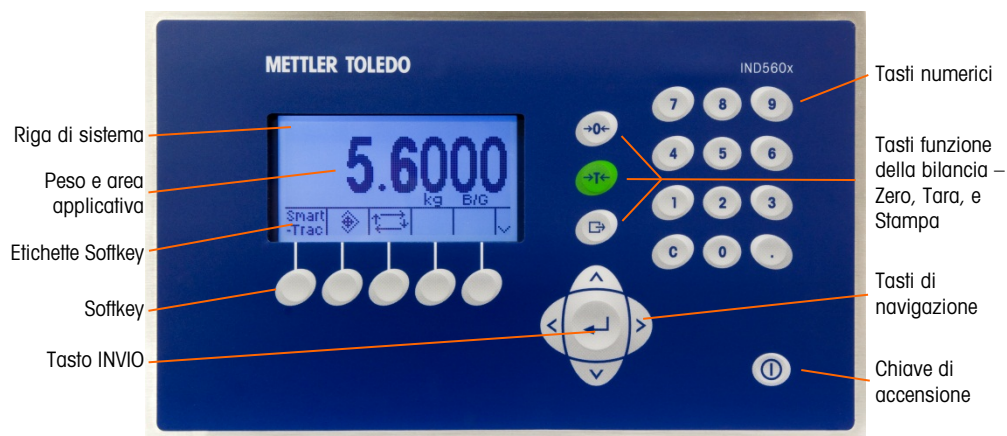 METTLER TOLEDO
IND560x
Riga di sistema
Peso e area
applicativa
Etichette Softkey
Softkey
Tasto INVIO
5.6000
kg B/G
Smart
-Trac
→0←
→T←
7 8 9
4 5 6
1 2 3
C 0 .
Tasti numerici
Tasti funzione
della bilancia –
Zero, Tara, e
Stampa
Tasti di
navigazione
Chiave di
accensione